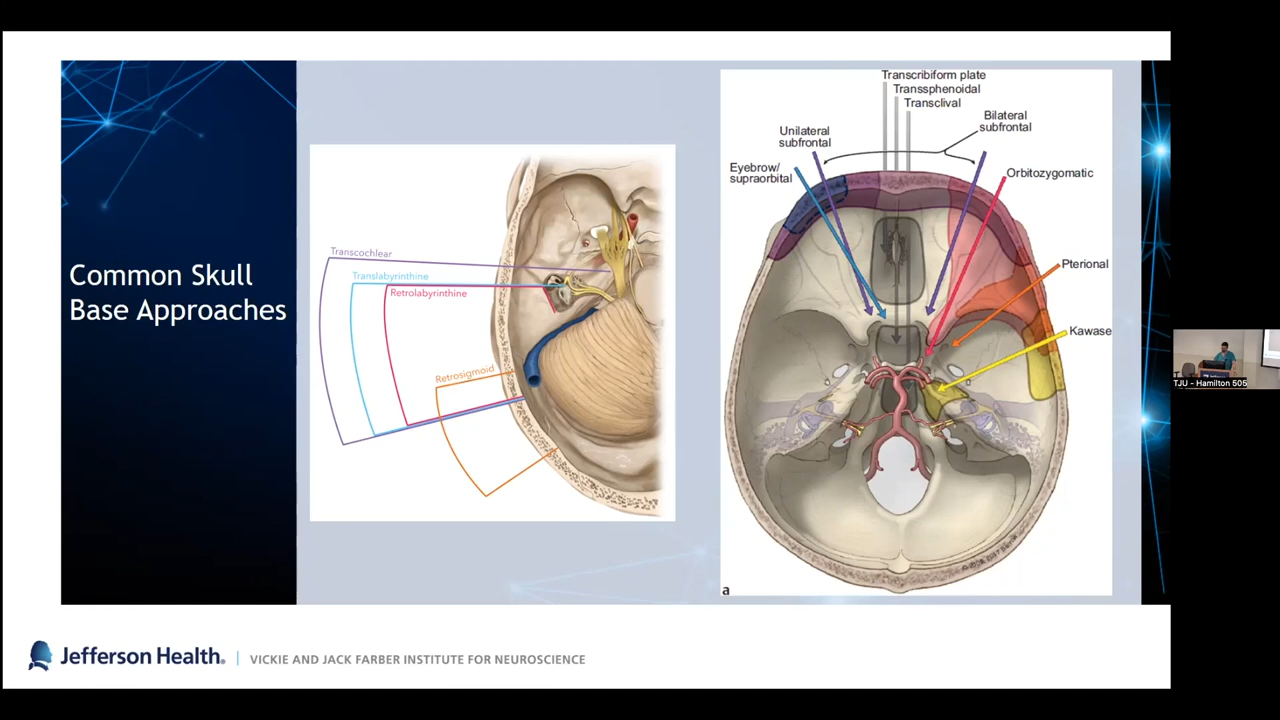 Common Skull
Base Approaches
Transcochlear
Translabyrinthine
Retrolabyrinthine
Retrosigmoid
Transcribiform plate
Transsphenoidal
Transclival
Unilateral
subfrontal
Bilateral
subfrontal
Eyebrow/
supraorbital
Orbitozygomatic
Pterional
Kawase
a
Jefferson Health.
VICKIE AND JACK FARBER INSTITUTE FOR NEUROSCIENCE
TJU - Hamilton 505